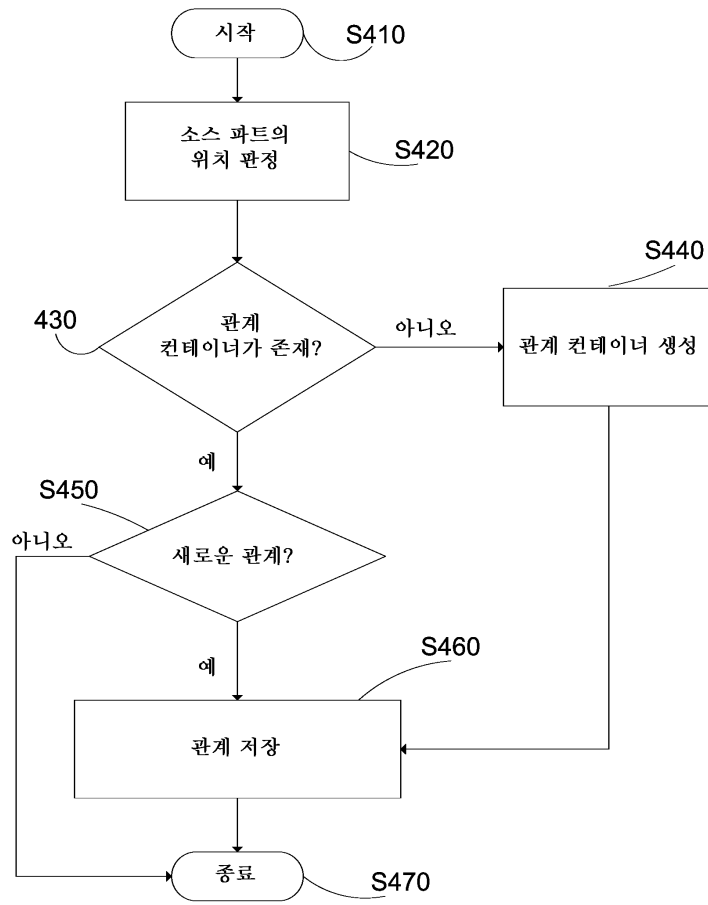 시작
S410
소스 파트의
위치 판정
S420
S440
430
관계
컨테이너가 존재?
아니오
관계 컨테이너 생성
예
S450
아니오
새로운 관계?
예
S460
관계 저장
종료
S470